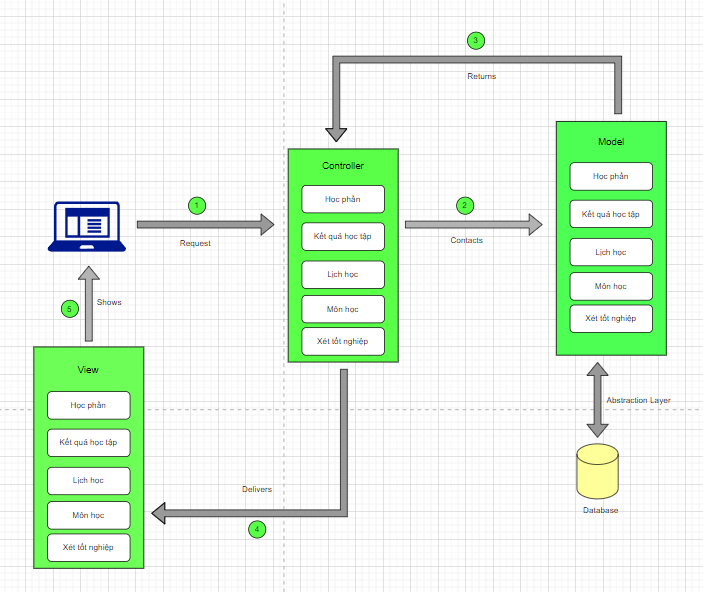 3
Returns
Model
Học phần
Kết quả học tập
Lịch học
Môn học
Xét tốt nghiệp
Controller
Học phần
Kết quả học tập
Lịch học
Môn học
Xét tốt nghiệp
1
Request
2
Contacts
5
Shows
View
Học phần
Kết quả học tập
Lịch học
Môn học
Xét tốt nghiệp
Abstraction Layer
Delivers
4
Database